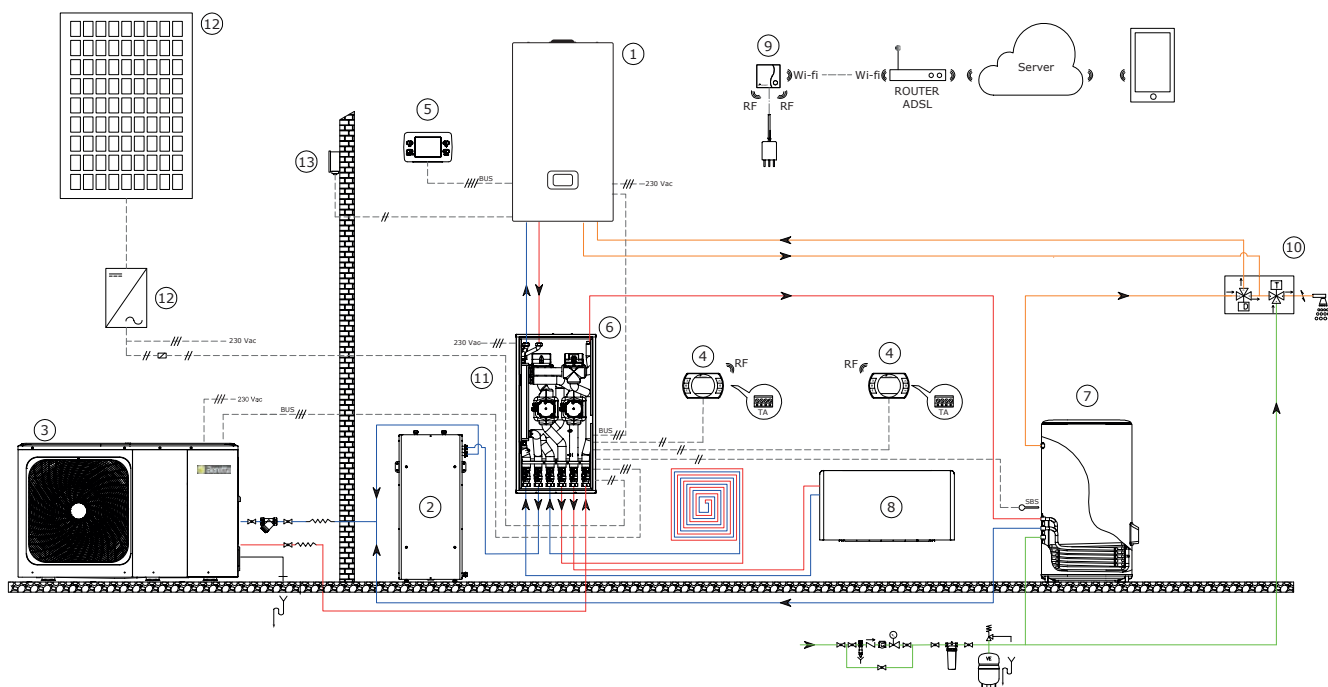 12
1
9
Wi-fi
Wi-fi
Server
ROUTER
ADSL
RF
RF
5
13
BUS
230 Vac
10
T
12
6
230 Vac
230 Vac
11
4
RF
RF
4
TA
TA
230 Vac
BUS
BUS
3
Beretta
2
8
7
SBS
VE